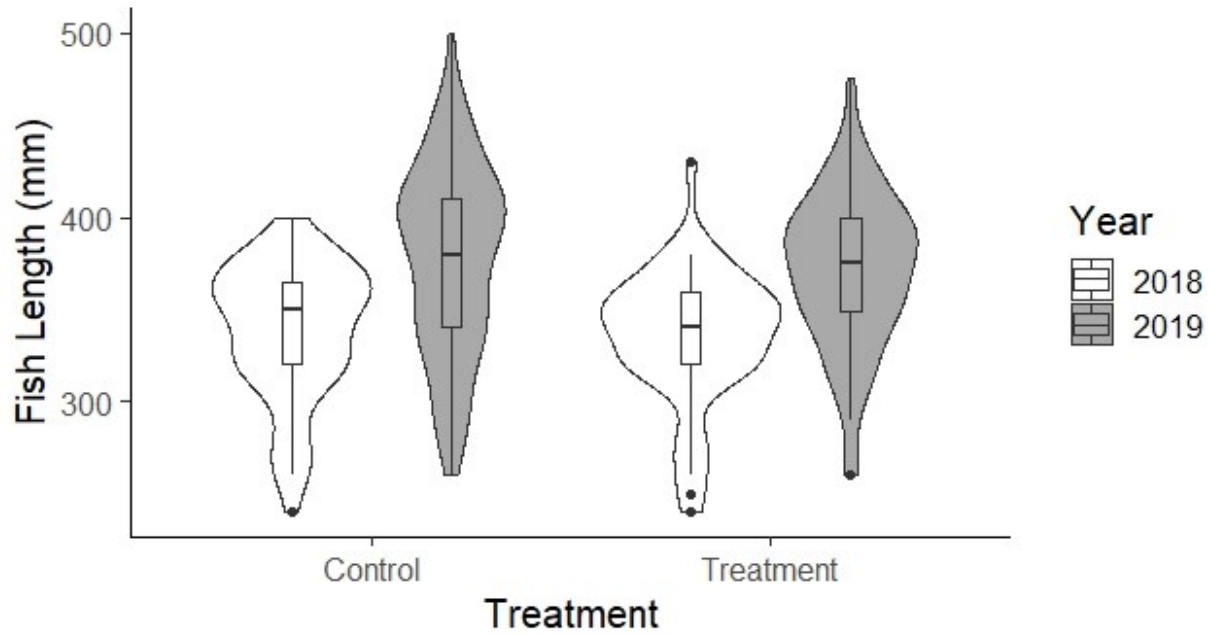 Fish Length (mm)
500
400
300
Control
Treatment
Treatment
Year
2018
2019